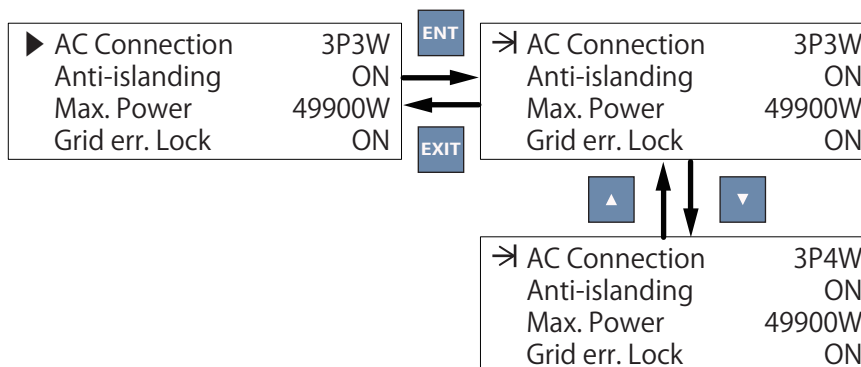 AC Connection 3P3W
Anti-islanding ON
Max. Power 49900W
Grid err. Lock ON
ENT
EXIT
AC Connection 3P3W
Anti-islanding ON
Max. Power 49900W
Grid err. Lock ON
AC Connection 3P4W
Anti-islanding ON
Max. Power 49900W
Grid err. Lock ON